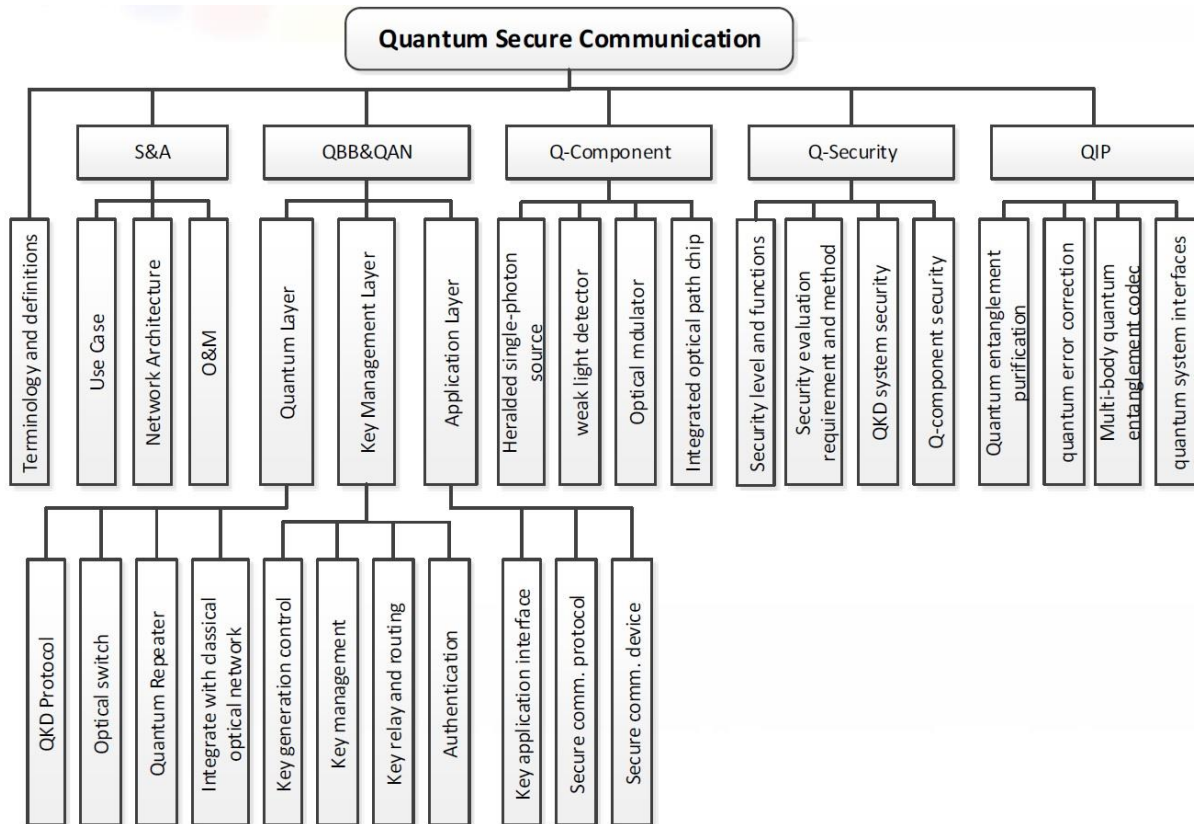 Quantum Secure Communication
S&A
QBB&QAN
Q-Component
Q-Security
QIP
Terminology and definitions
Use Case
Network Architecture
O&M
Quantum Layer
Key Management Layer
Application Layer
Heralded single-photon
source
weak light detector
Optical mdulator
Integrated optical path chip
Security level and functions
Security evaluation
requirement and method
QKD system security
Q-component security
Quantum entanglement
purification
quantum error correction
Multi-body quantum
entanglement codec
quantum system interfaces
QKD Protocol
Optical switch
Quantum Repeater
Integrate with classical
optical network
Key generation control
Key management
Key relay and routing
Authentication
Key application interface
Secure comm. protocol
Secure comm. device